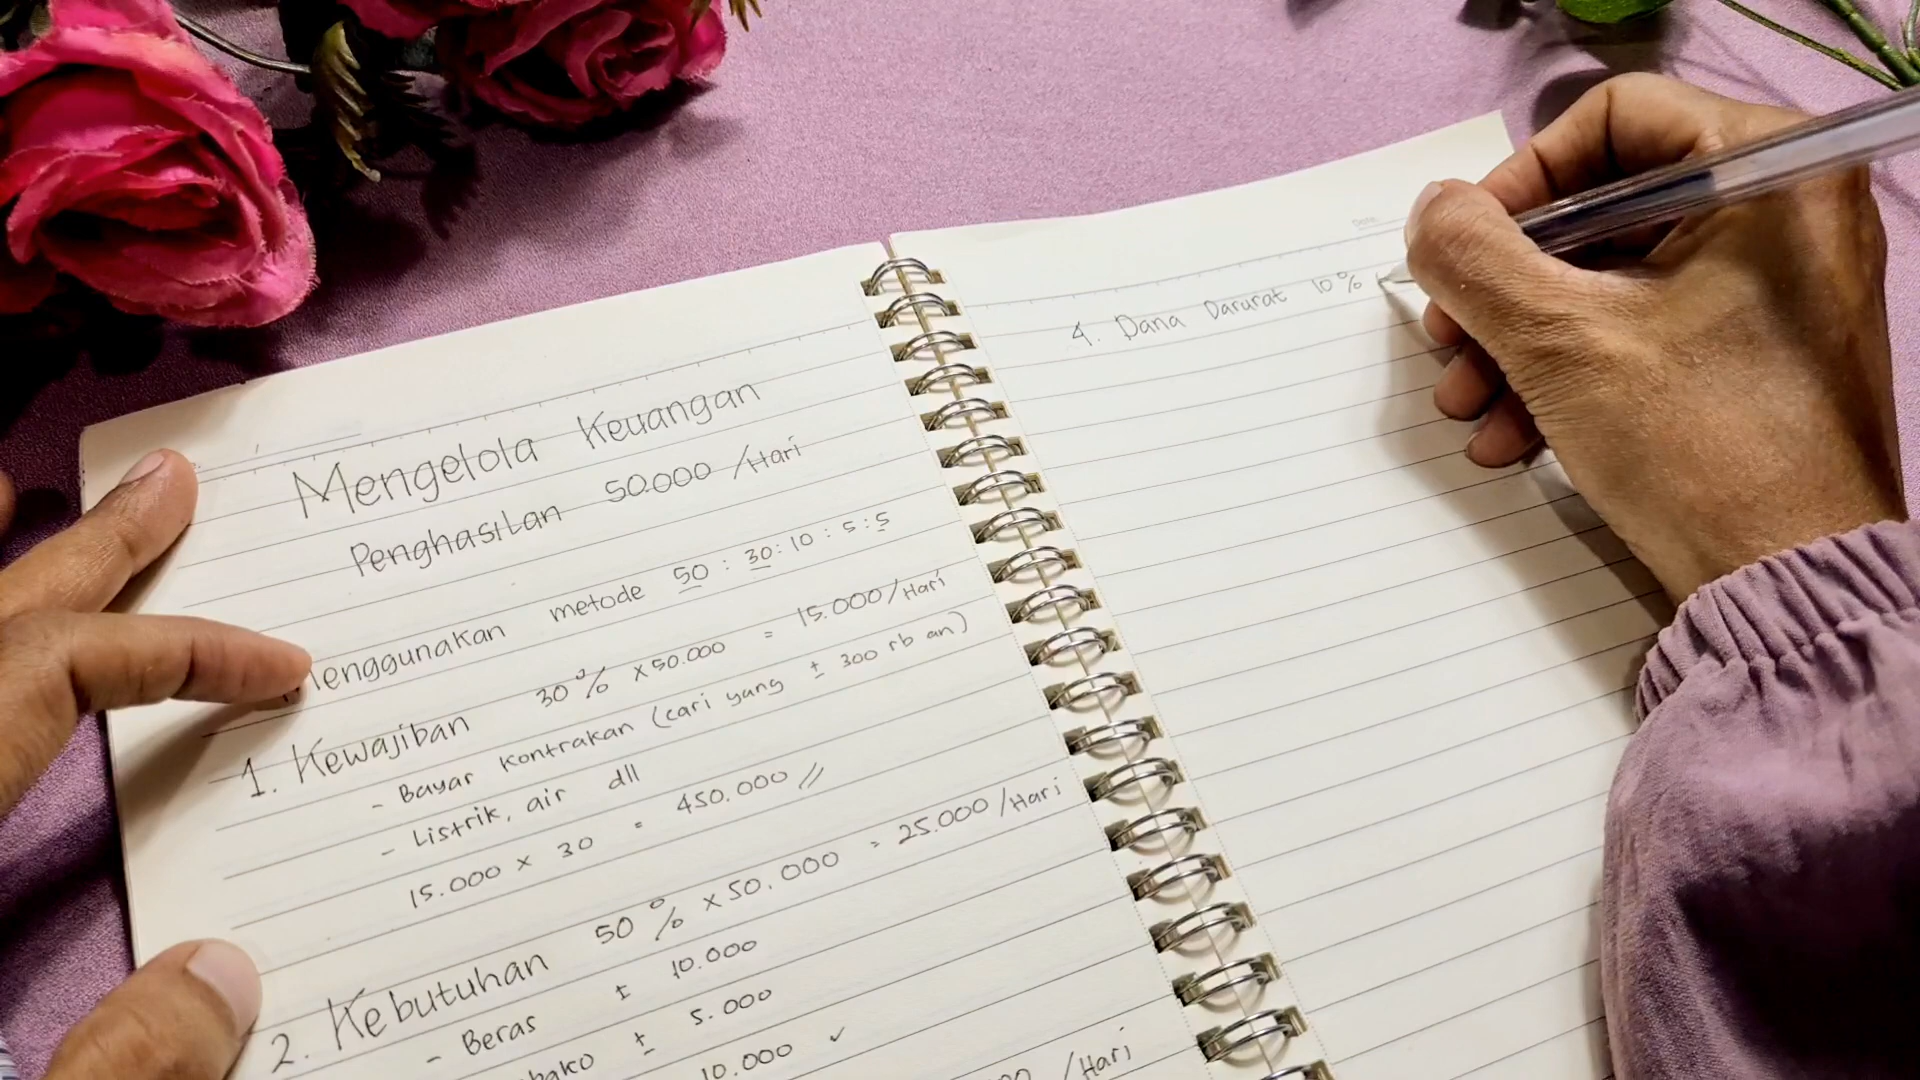 Mengelola Keuangan
Penghasilan 50.000 /Hari
Menggunakan metode 50 : 30 : 10 : 5 : 5
1. Kewajiban 30 % x 50.000 = 15.000/Hari
- Bayar Kontrakan (cari yang ± 300 rb an)
- Listrik, air dll
15.000 x 30 = 450.000 //
2. Kebutuhan 50 % x 50.000 = 25.000 /Hari
- Beras ± 10.000
± 5.000
10.000 ✓
/Hari
Date
4. Dana Darurat 10%